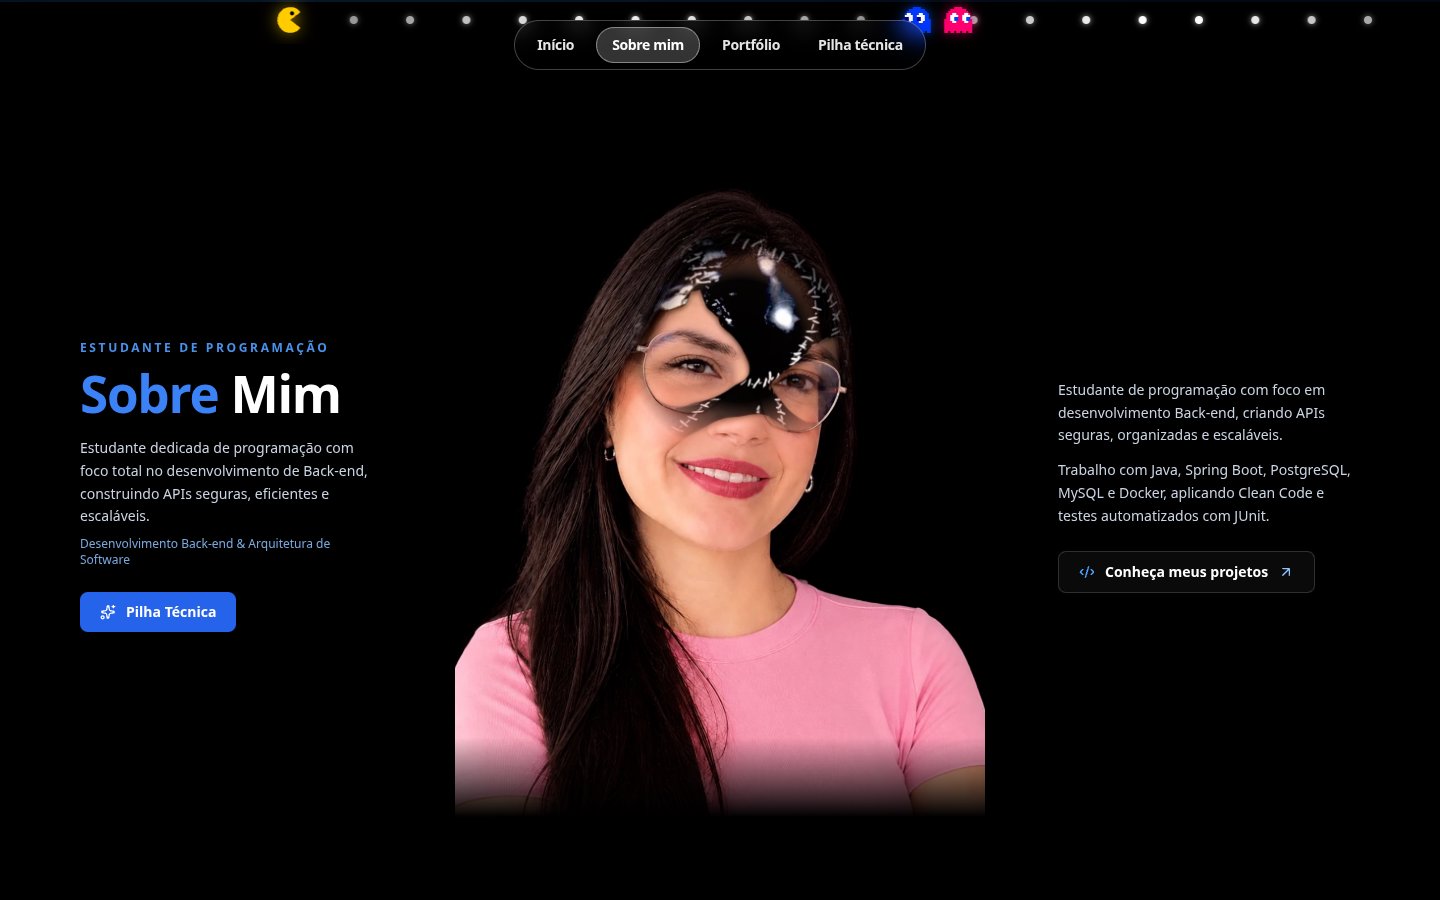 Início
Sobre mim
Portfólio
Pilha técnica
ESTUDANTE DE PROGRAMAÇÃO
Sobre Mim
Estudante dedicada de programação com
foco total no desenvolvimento de Back-end,
construindo APIs seguras, eficientes e
escaláveis.
Desenvolvimento Back-end & Arquitetura de
Software
Pilha Técnica
Estudante de programação com foco em
desenvolvimento Back-end, criando APIs
seguras, organizadas e escaláveis.
Trabalho com Java, Spring Boot, PostgreSQL,
MySQL e Docker, aplicando Clean Code e
testes automatizados com JUnit.
Conheça meus projetos